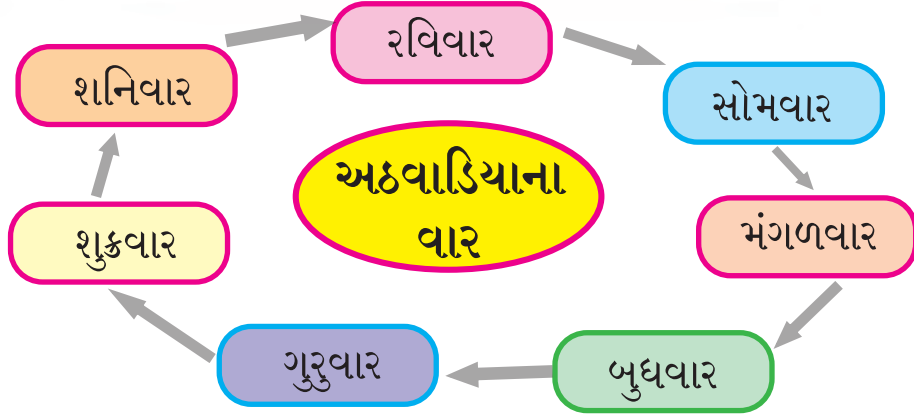 રવિવાર
શનિવાર
સોમવાર
અઠવાડિયાના
વાર
શુક્રવાર
મંગળવાર
ગુરુવાર
બુધવાર